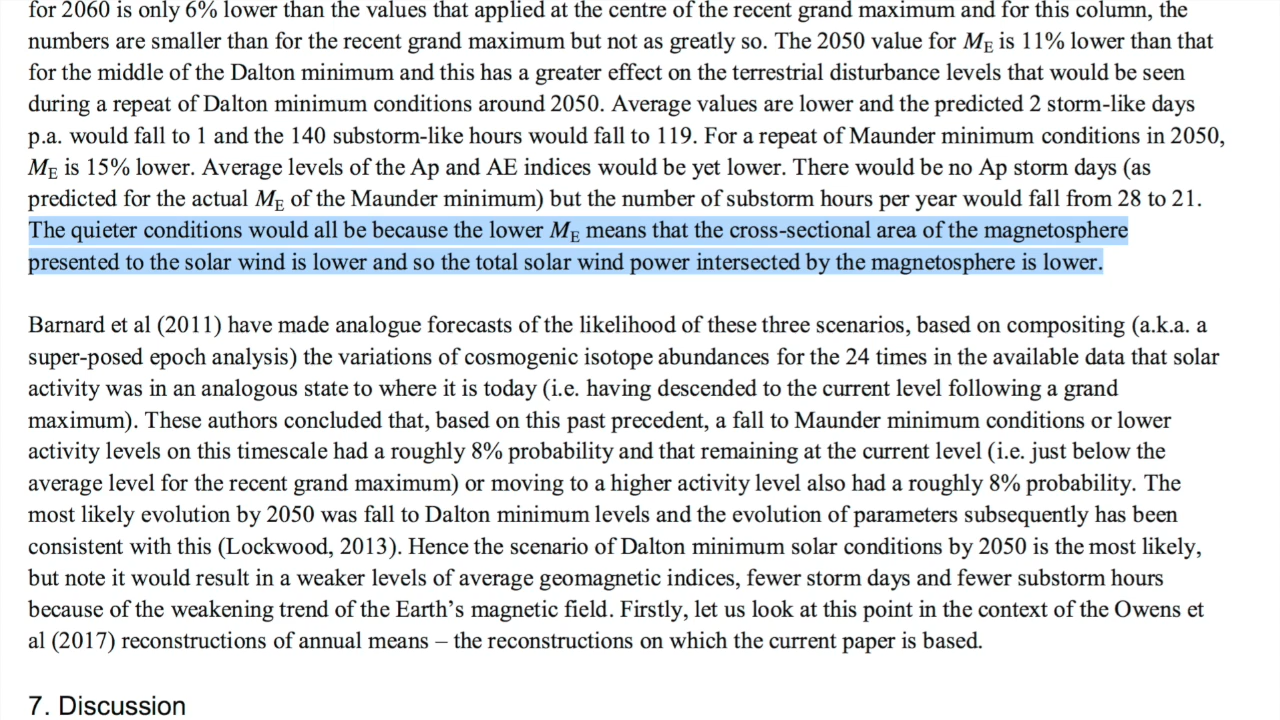 for 2060 is only 6% lower than the values that applied at the centre of the recent grand maximum and for this column, the
numbers are smaller than for the recent grand maximum but not as greatly so. The 2050 value for ME is 11% lower than that
for the middle of the Dalton minimum and this has a greater effect on the terrestrial disturbance levels that would be seen
during a repeat of Dalton minimum conditions around 2050. Average values are lower and the predicted 2 storm-like days
p.a. would fall to 1 and the 140 substorm-like hours would fall to 119. For a repeat of Maunder minimum conditions in 2050,
ME is 15% lower. Average levels of the Ap and AE indices would be yet lower. There would be no Ap storm days (as
predicted for the actual ME of the Maunder minimum) but the number of substorm hours per year would fall from 28 to 21.
The quieter conditions would all be because the lower ME means that the cross-sectional area of the magnetosphere
presented to the solar wind is lower and so the total solar wind power intersected by the magnetosphere is lower.
Barnard et al (2011) have made analogue forecasts of the likelihood of these three scenarios, based on compositing (a.k.a. a
super-posed epoch analysis) the variations of cosmogenic isotope abundances for the 24 times in the available data that solar
activity was in an analogous state to where it is today (i.e. having descended to the current level following a grand
maximum). These authors concluded that, based on this past precedent, a fall to Maunder minimum conditions or lower
activity levels on this timescale had a roughly 8% probability and that remaining at the current level (i.e. just below the
average level for the recent grand maximum) or moving to a higher activity level also had a roughly 8% probability. The
most likely evolution by 2050 was fall to Dalton minimum levels and the evolution of parameters subsequently has been
consistent with this (Lockwood, 2013). Hence the scenario of Dalton minimum solar conditions by 2050 is the most likely,
but note it would result in a weaker levels of average geomagnetic indices, fewer storm days and fewer substorm hours
because of the weakening trend of the Earth's magnetic field. Firstly, let us look at this point in the context of the Owens et
al (2017) reconstructions of annual means – the reconstructions on which the current paper is based.
7. Discussion